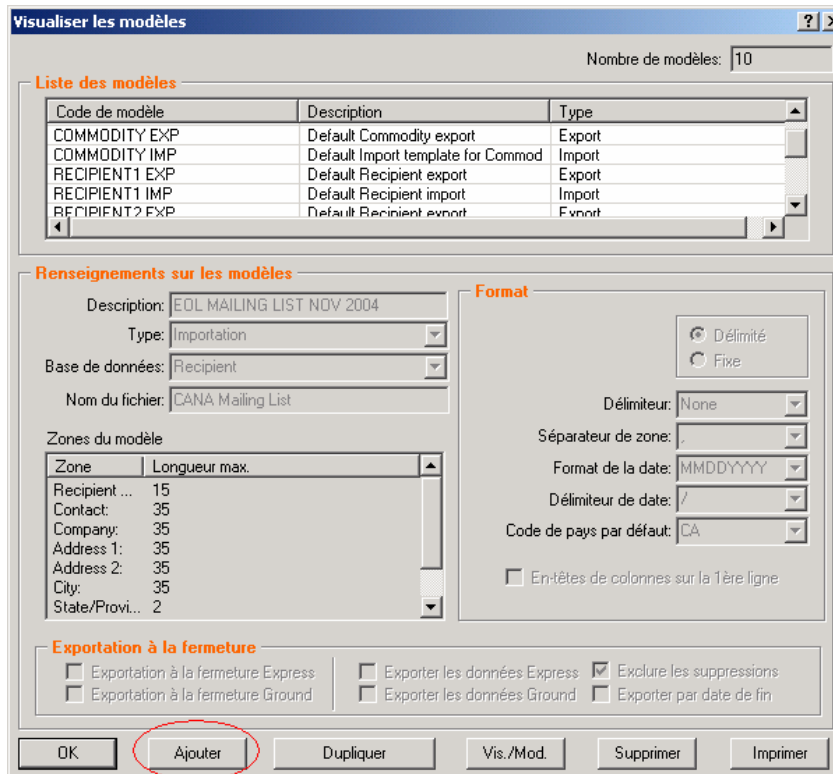 Visualiser les modèles
Nombre de modèles: 10
Liste des modèles
Code de modèle Description Type
COMMODITY EXP Default Commodity export Export
COMMODITY IMP Default Import template for Commod Import
RECIPIENT1 EXP Default Recipient export Export
RECIPIENT1 IMP Default Recipient import Import
RECIPIENT2 EXP Default Recipient export Export
Renseignements sur les modèles
Description: EOL MAILING LIST NOV 2004
Type: Importation
Base de données: Recipient
Nom du fichier: CANA Mailing List
Zones du modèle
Zone Longueur max.
Recipient ... 15
Contact: 35
Company: 35
Address 1: 35
Address 2: 35
City: 35
State/Provi... 2
Format
Délimité
Fixe
Délimiteur: None
Séparateur de zone: ,
Format de la date: MMDDYYYY
Délimiteur de date: /
Code de pays par défaut: CA
En-têtes de colonnes sur la 1ère ligne
Exportation à la fermeture
Exportation à la fermeture Express Exporter les données Express Exclure les suppressions
Exportation à la fermeture Ground Exporter les données Ground Exporter par date de fin
OK Ajouter Dupliquer Vis./Mod. Supprimer Imprimer